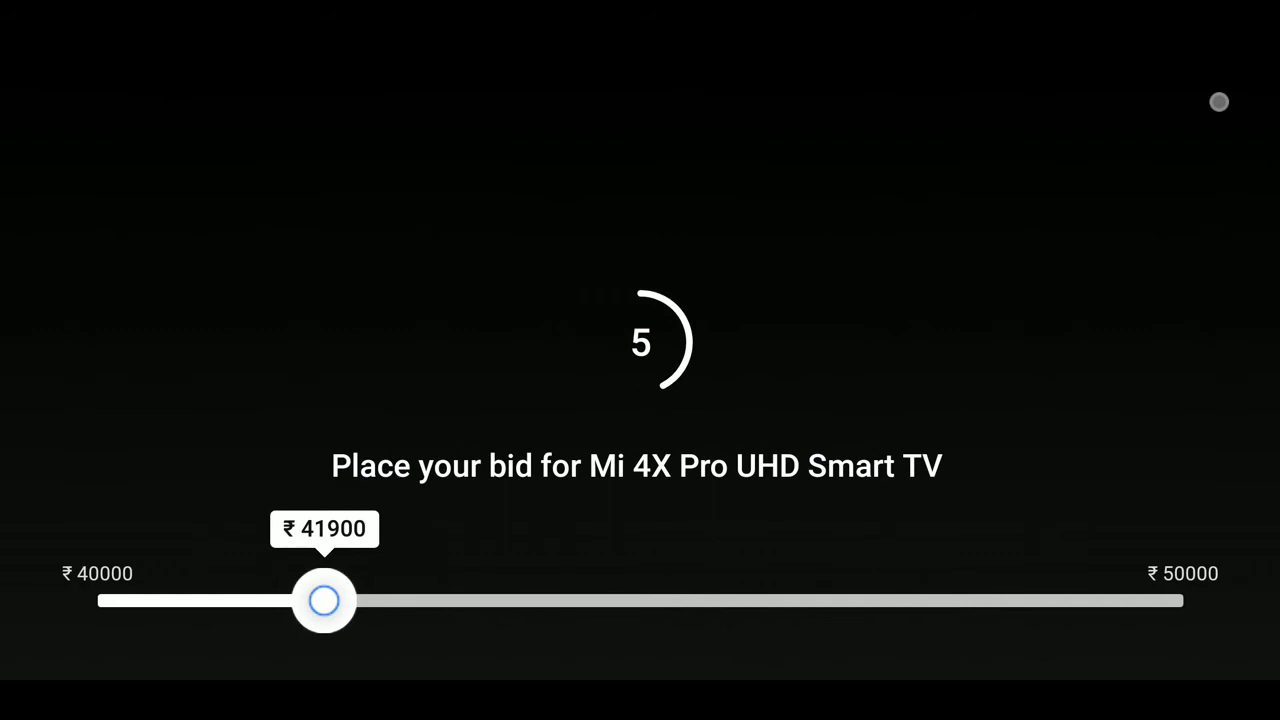 5
Place your bid for Mi 4X Pro UHD Smart TV
₹ 41900
₹ 40000
₹ 50000